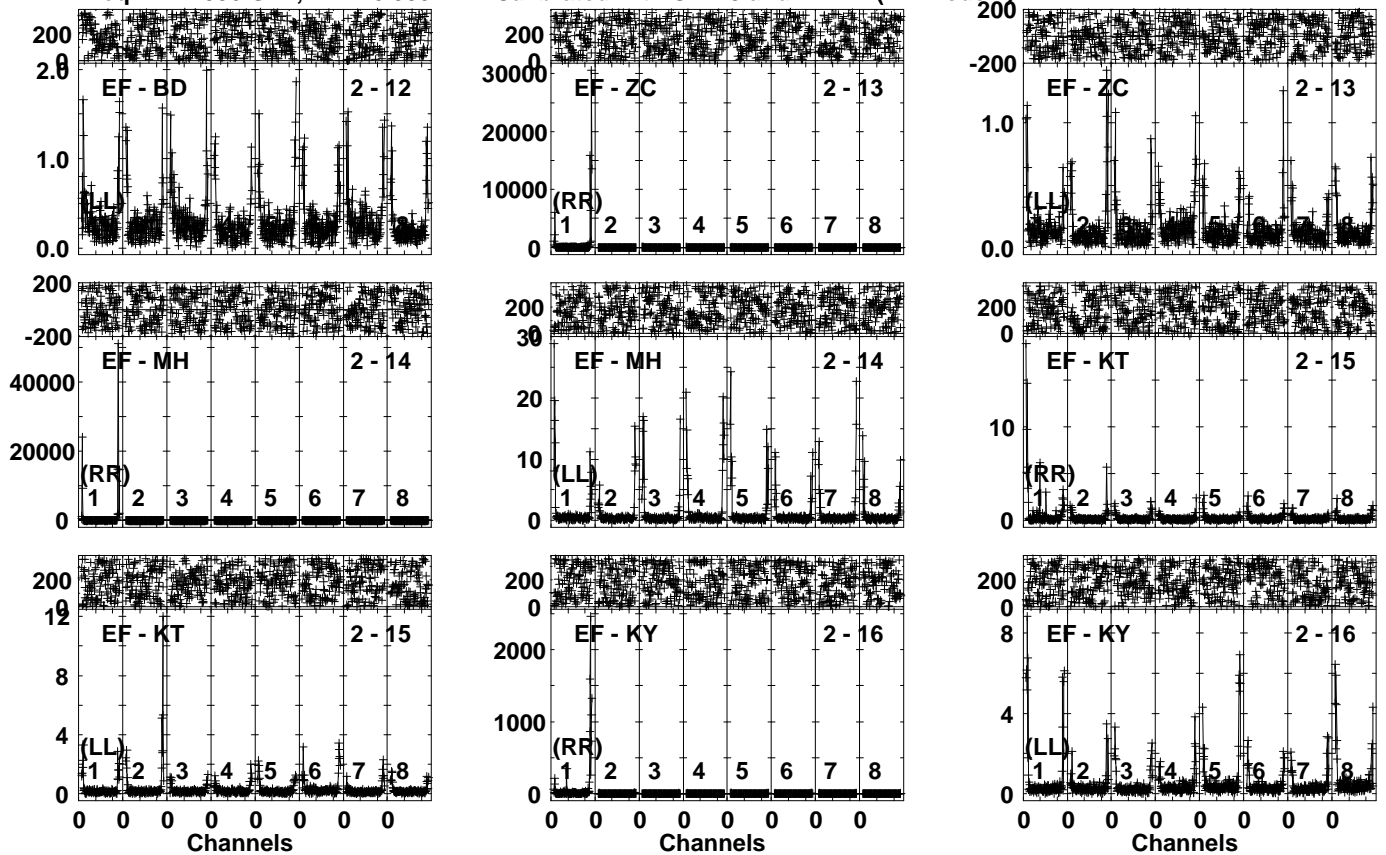 200
0
2.0
EF - BD 2 - 12
1.0
(LL)
0.0
200
0
30000
EF - ZC 2 - 13
20000
10000
(RR)
1 2 3 4 5 6 7 8
0
200
-200
EF - ZC 2 - 13
1.0
(LL)
2 5 7 8
0.0
200
-200
EF - MH 2 - 14
40000
20000
(RR)
1 2 3 4 5 6 7 8
0
200
0
30
EF - MH 2 - 14
20
10
(LL)
1 2 3 4 5 6 7 8
0
200
0
EF - KT 2 - 15
10
(RR)
1 2 3 4 5 6 7 8
0
200
0
12
EF - KT 2 - 15
8
4
(LL)
1 2 3 4 5 6 7 8
0
0 0 0 0 0 0 0 0
Channels
200
0
EF - KY 2 - 16
2000
1000
(RR)
1 2 3 4 5 6 7 8
0
0 0 0 0 0 0 0 0
Channels
200
0
8
EF - KY 2 - 16
4
(LL)
1 2 3 4 5 6 7 8
0
0 0 0 0 0 0 0 0
Channels